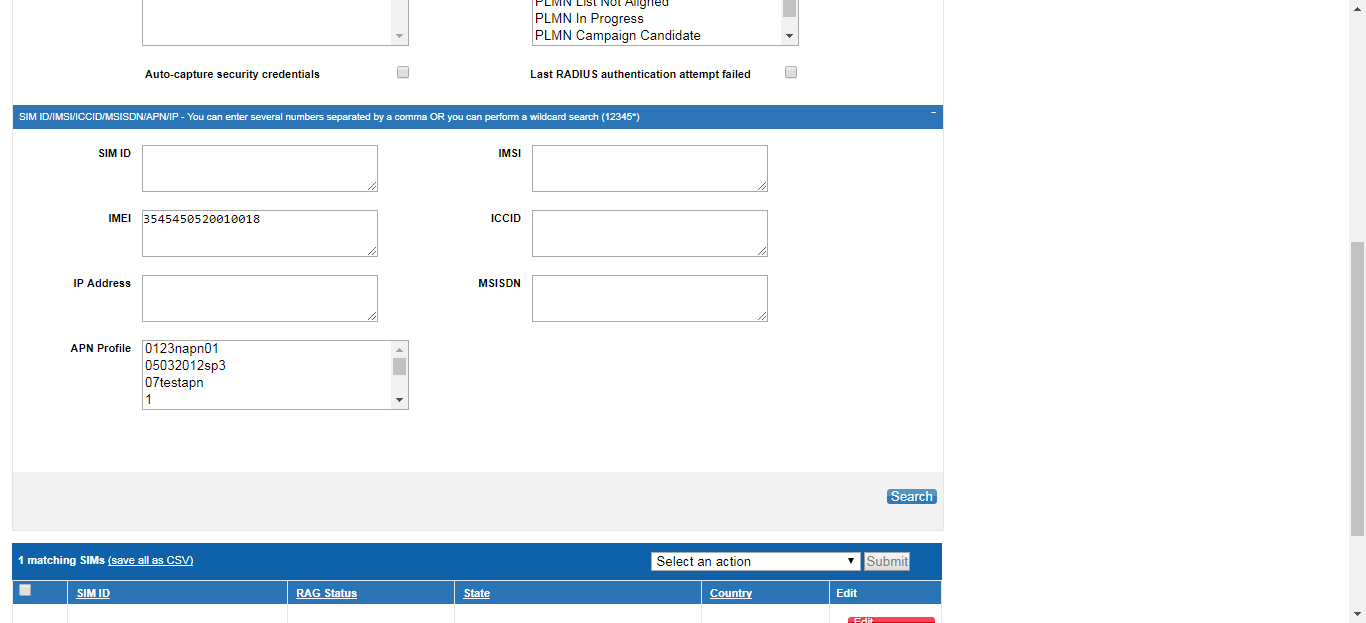 PLMN List Not Aligned
PLMN In Progress
PLMN Campaign Candidate
Auto-capture security credentials
Last RADIUS authentication attempt failed
SIM ID/IMSI/ICCID/MSISDN/APN/IP - You can enter several numbers separated by a comma OR you can perform a wildcard search (12345*)
SIM ID
IMSI
IMEI 3545450520010018
ICCID
IP Address
MSISDN
APN Profile
0123napn01
05032012sp3
07testapn
1
Search
1 matching SIMs (save all as CSV)
Select an action
Submit
SIM ID
RAG Status
State
Country
Edit
Edit